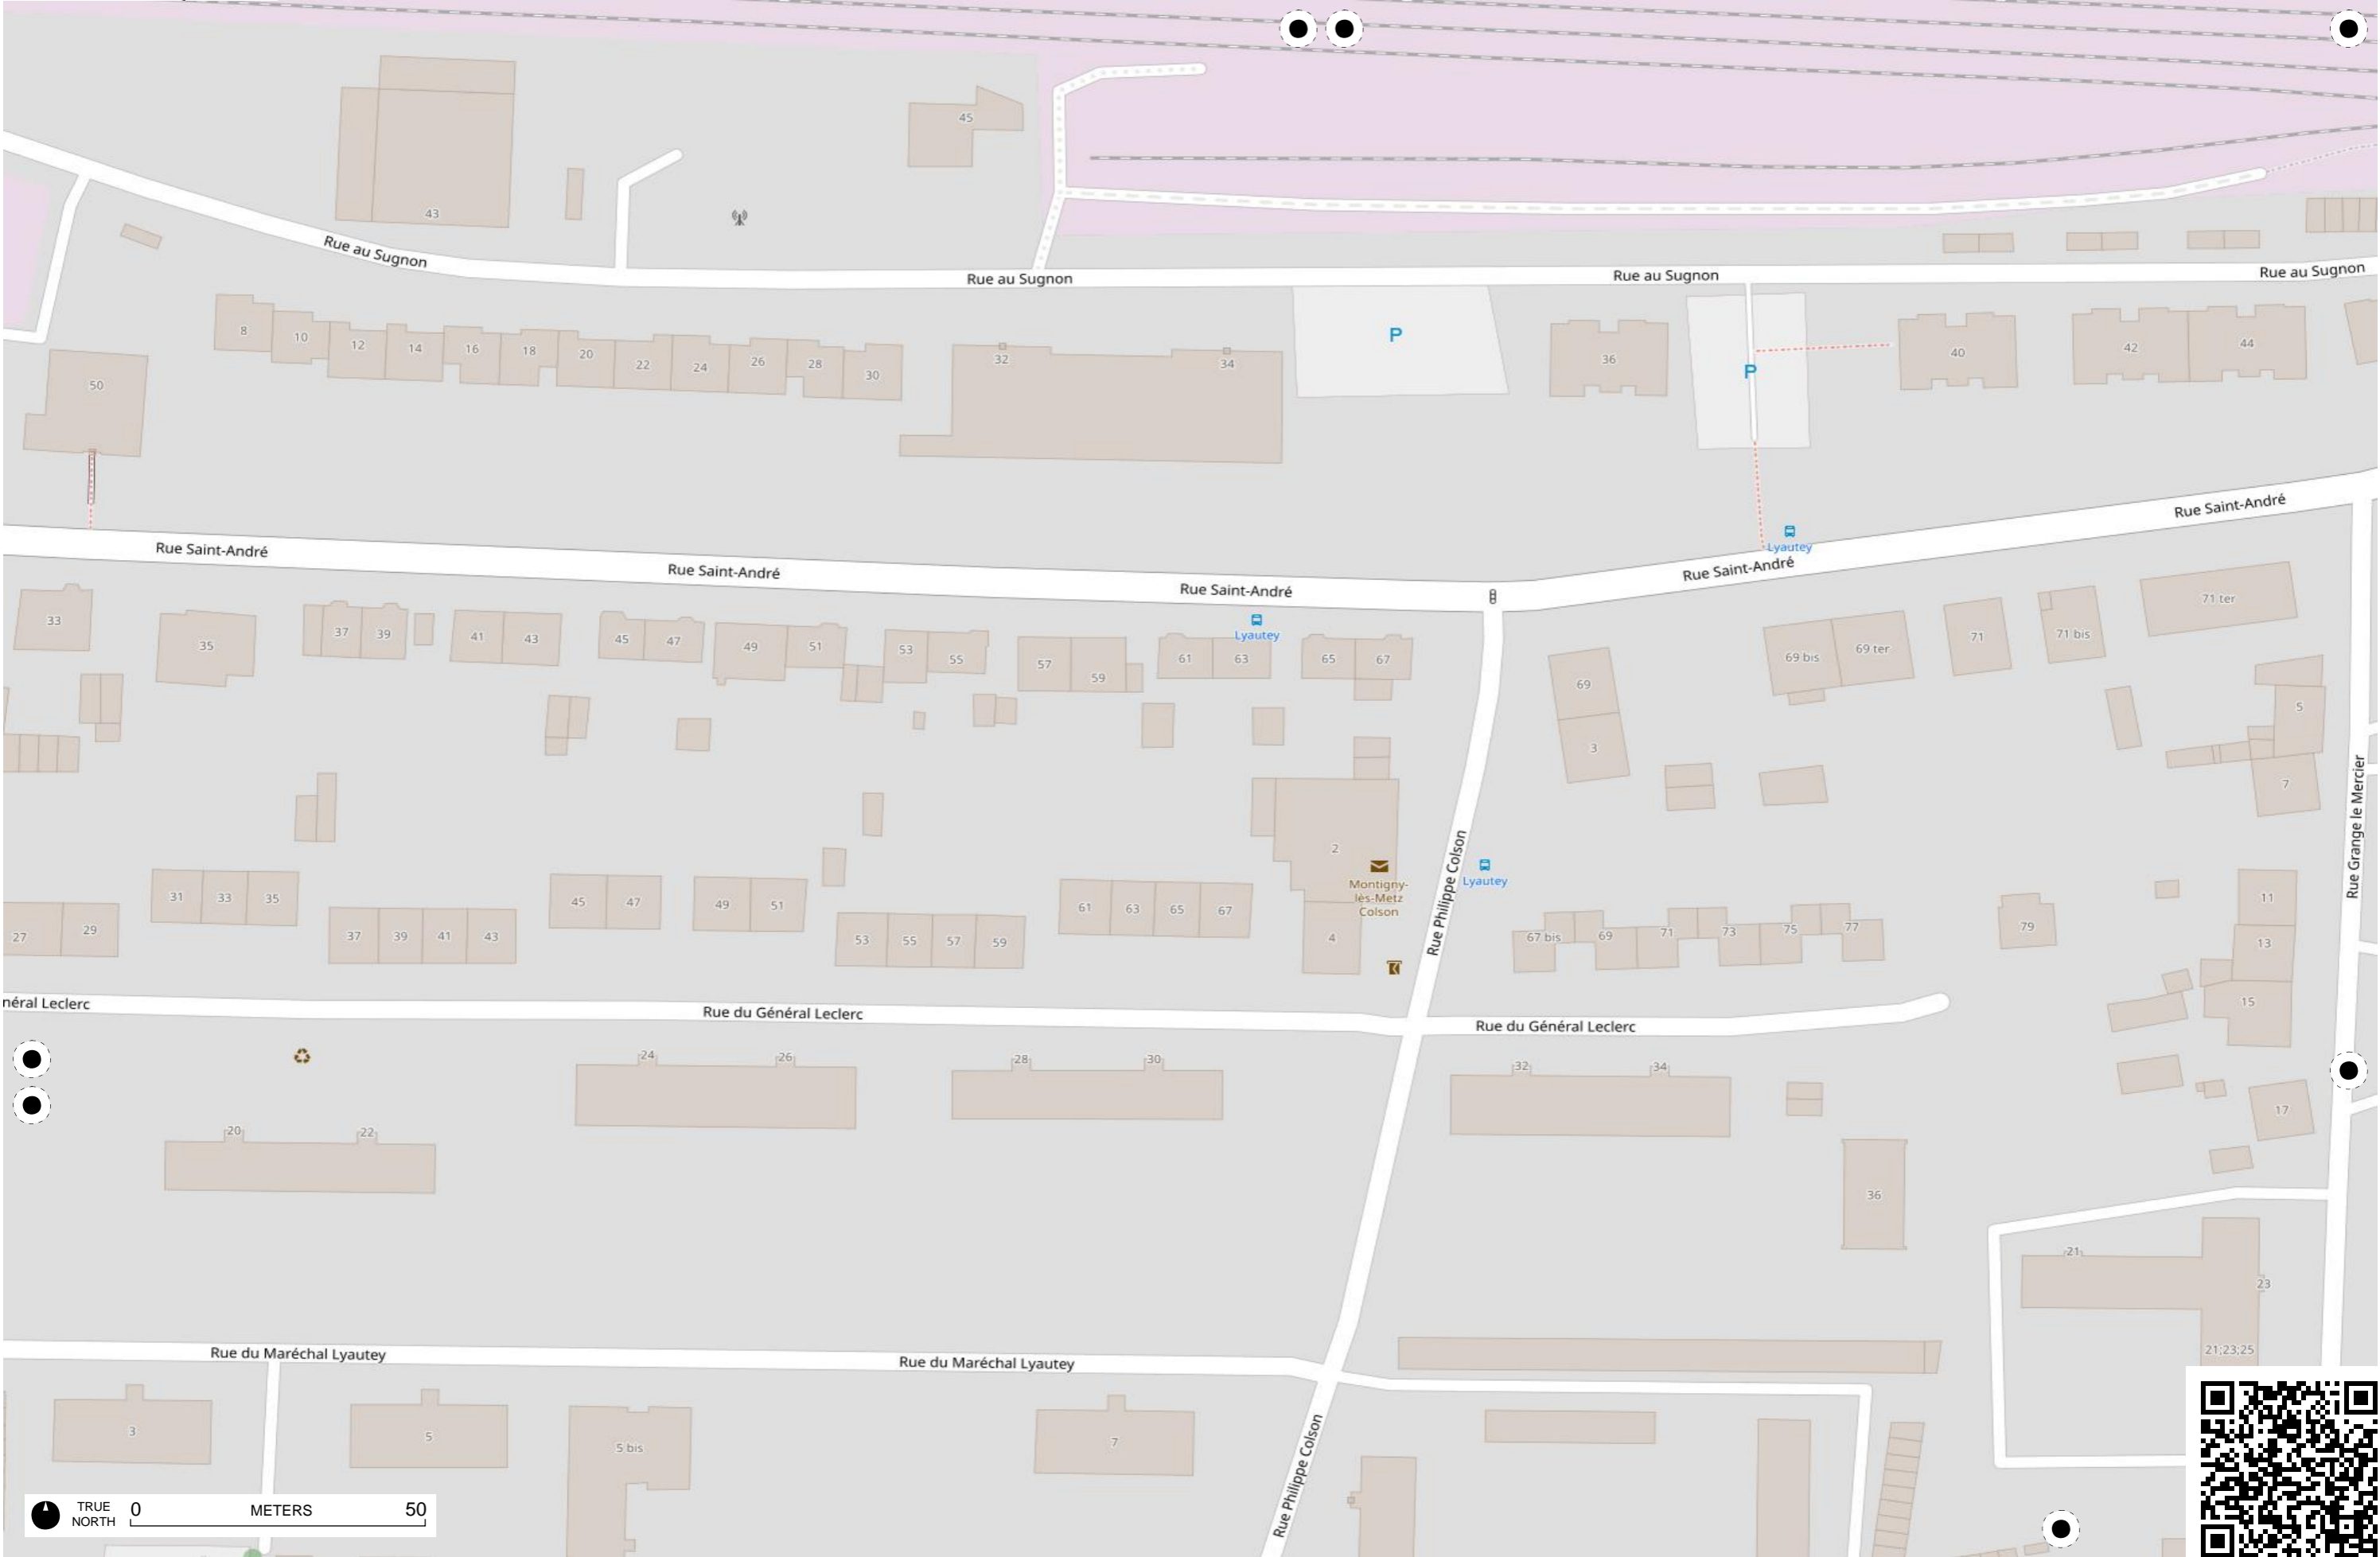 45
43
Rue au Sugnon
Rue au Sugnon
Rue au Sugnon
Rue au Sugnon
8
10
12
14
16
18
20
22
24
26
28
30
32
34
P
36
P
40
42
44
50
Rue Saint-André
Rue Saint-André
Rue Saint-André
Rue Saint-André
Rue Saint-André
Lyautey
Lyautey
33
35
37
39
41
43
45
47
49
51
53
55
57
59
61
63
65
67
69
3
69 bis
69 ter
71
71 bis
71 ter
5
7
Rue Grange le Mercier
2
Montigny-
lès-Metz
Colson
4
Rue Philippe Colson
Lyautey
27
29
31
33
35
37
39
41
43
45
47
49
51
53
55
57
59
61
63
65
67
67 bis
69
71
73
75
77
79
11
13
15
17
néral Leclerc
Rue du Général Leclerc
Rue du Général Leclerc
20
22
24
26
28
30
32
34
36
21
23
21;23;25
Rue du Maréchal Lyautey
Rue du Maréchal Lyautey
3
5
5 bis
7
Rue Philippe Colson
TRUE
NORTH
0 METERS 50